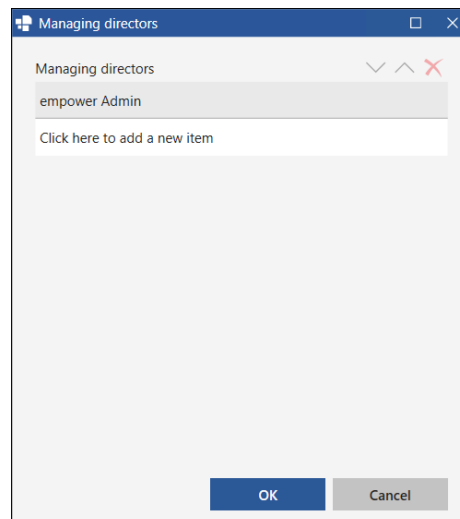 Managing directors
Managing directors
empower Admin
Click here to add a new item
OK
Cancel